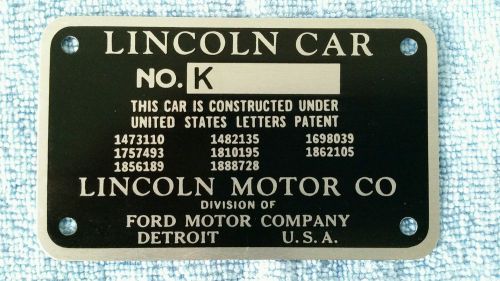 LINCOLN CAR
NO. K
THIS CAR IS CONSTRUCTED UNDER
UNITED STATES LETTERS PATENT
1473110 1482135 1698039
1757493 1810195 1862105
1856189 1888728
LINCOLN MOTOR CO
DIVISION OF
FORD MOTOR COMPANY
DETROIT U.S.A.